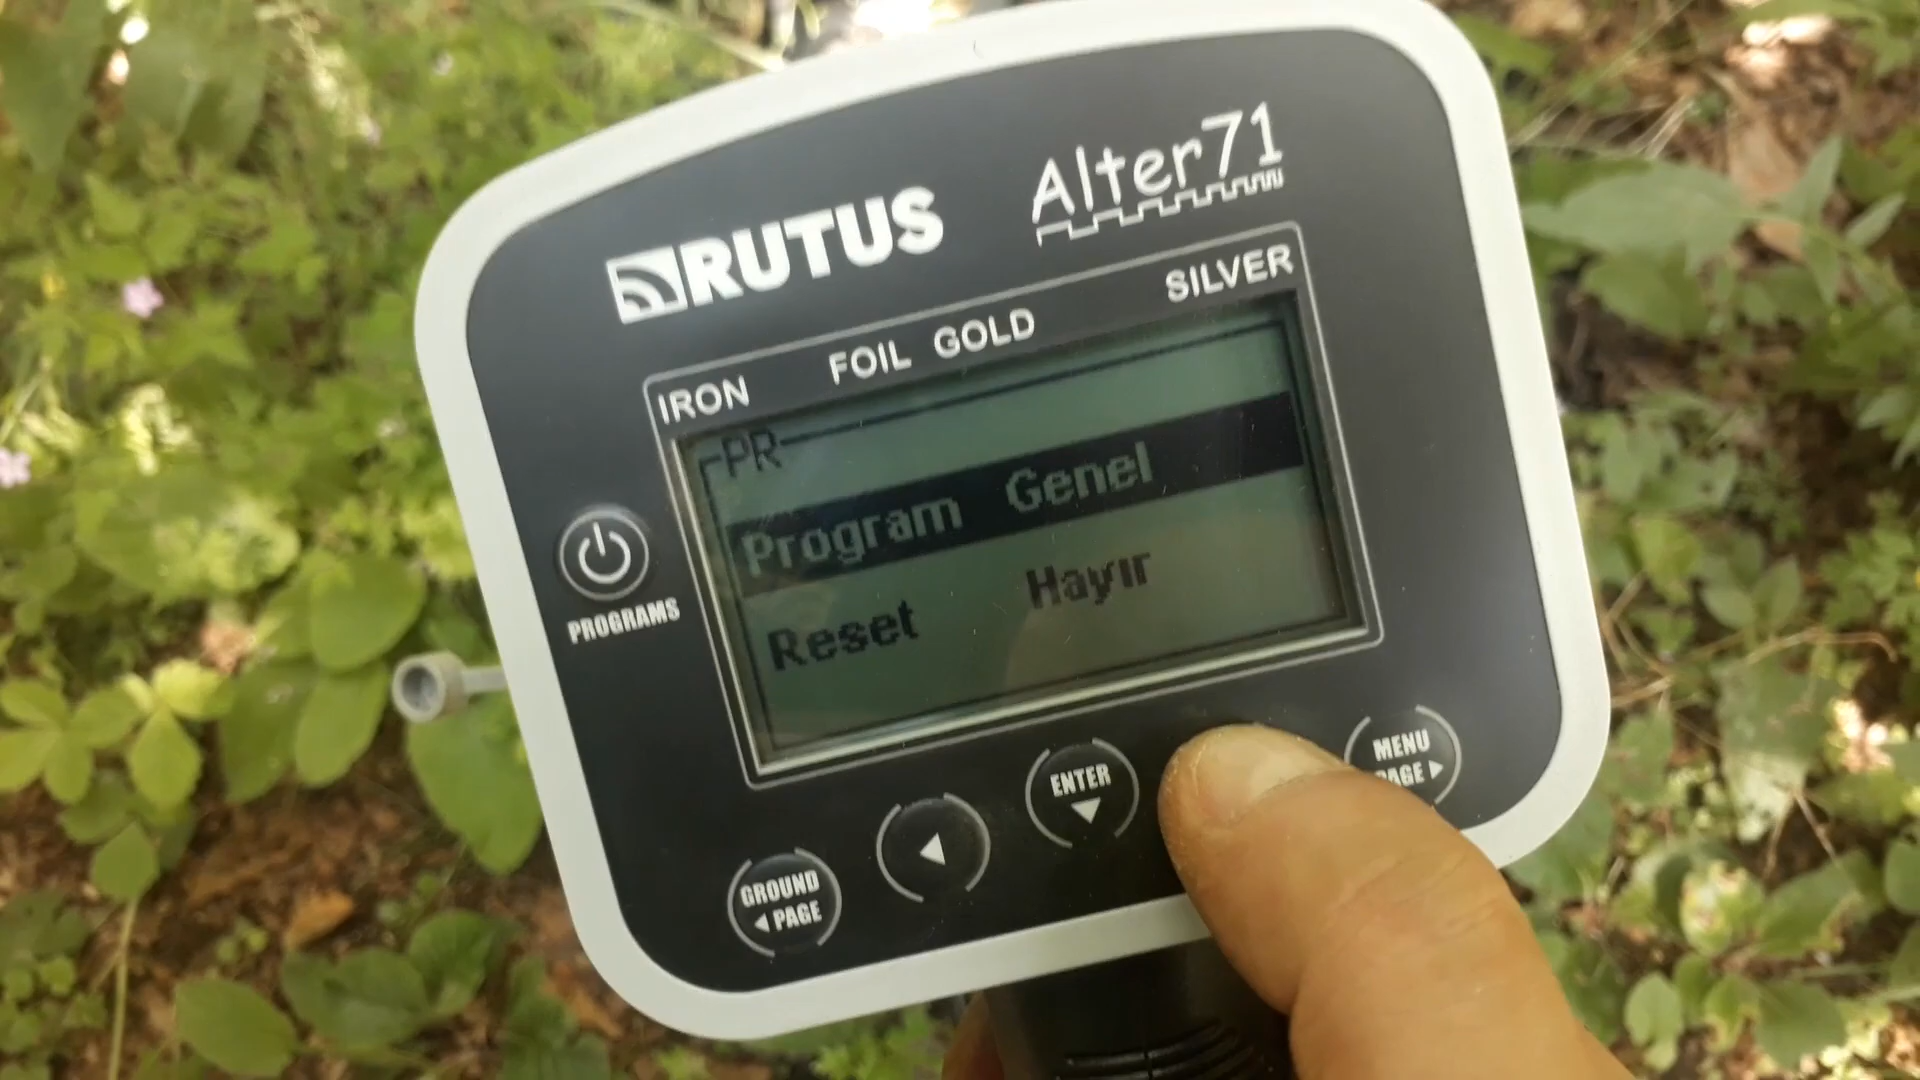 Alter71
RUTUS
IRON FOIL GOLD SILVER
PR
Program Genel
Reset Hayır
PROGRAMS
GROUND
◄ PAGE
◄
ENTER
▼
MENU
PAGE ►